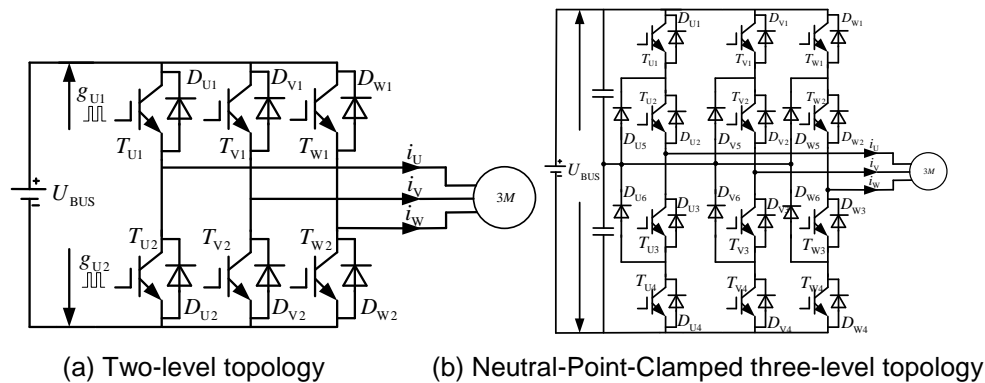 D_U1 D_V1 D_W1
g_U1
T_U1 T_V1 T_W1
i_U
i_V
i_W
U_BUS
3M
T_U2 T_V2 T_W2
g_U2
D_U2 D_V2 D_W2
(a) Two-level topology
D_U1 D_V1 D_W1
T_U1 T_V1 T_W1
T_U2 T_V2 T_W2
D_U5 D_U2 D_V5 D_V2 D_W5 D_W2
i_U
i_V
i_W
U_BUS
3M
D_U6 D_U3 D_V6 D_W6 D_W3
T_U3 T_V3 T_W3
T_U4 T_V4 T_W4
D_U4 D_V4 D_W4
(b) Neutral-Point-Clamped three-level topology